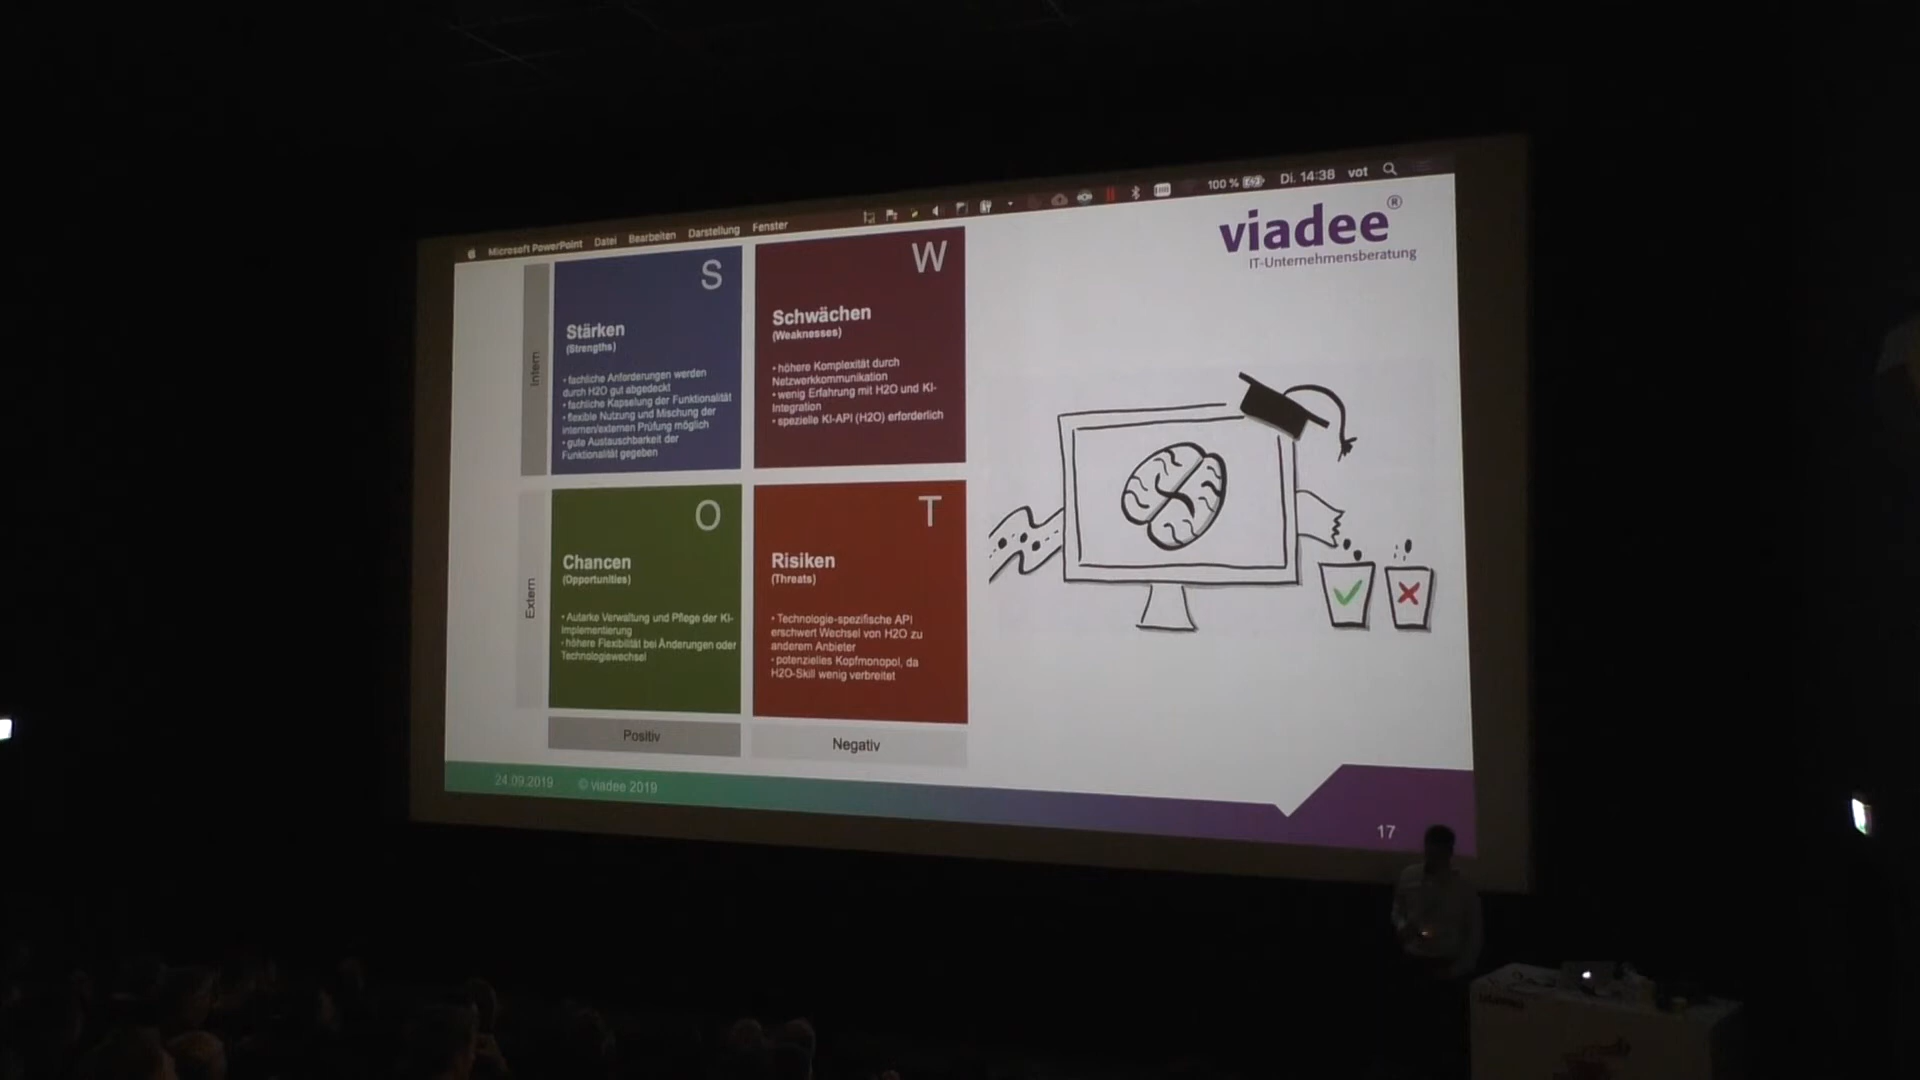 Microsoft PowerPoint Datei Bearbeiten Darstellung Fenster
100 % Di. 14:38 vot
viadee®
IT-Unternehmensberatung
Intern
S
Stärken
(Strengths)
• fachliche Anforderungen werden
durch H2O gut abgedeckt
• fachliche Kapselung der Funktionalität
• flexible Nutzung und Mischung der
internen/externen Prüfung möglich
• gute Austauschbarkeit der
Funktionalität gegeben
W
Schwächen
(Weaknesses)
• höhere Komplexität durch
Netzwerkkommunikation
• wenig Erfahrung mit H2O und KI-
Integration
• spezielle KI-API (H2O) erforderlich
Extern
O
Chancen
(Opportunities)
• Autarke Verwaltung und Pflege der KI-
Implementierung
• höhere Flexibilität bei Änderungen oder
Technologiewechsel
T
Risiken
(Threats)
• Technologie-spezifische API
erschwert Wechsel von H2O zu
anderem Anbieter
• potenzielles Kopfmonopol, da
H2O-Skill wenig verbreitet
Positiv
Negativ
24.09.2019 © viadee 2019
17